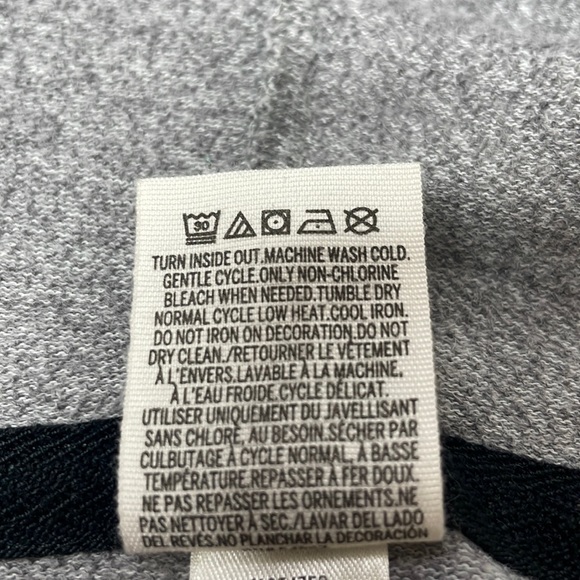 30
TURN INSIDE OUT.MACHINE WASH COLD.
GENTLE CYCLE.ONLY NON-CHLORINE
BLEACH WHEN NEEDED.TUMBLE DRY
NORMAL CYCLE LOW HEAT.COOL IRON.
DO NOT IRON ON DECORATION.DO NOT
DRY CLEAN./RETOURNER LE VÊTEMENT
À L'ENVERS.LAVABLE À LA MACHINE,
À L'EAU FROIDE.CYCLE DÉLICAT.
UTILISER UNIQUEMENT DU JAVELLISANT
SANS CHLORE, AU BESOIN.SÉCHER PAR
CULBUTAGE À CYCLE NORMAL, À BASSE
TEMPÉRATURE.REPASSER À FER DOUX.
NE PAS REPASSER LES ORNEMENTS.NE
PAS NETTOYER À SEC./LAVAR DEL LADO
DEL REVÉS.NO PLANCHAR LA DECORACIÓN